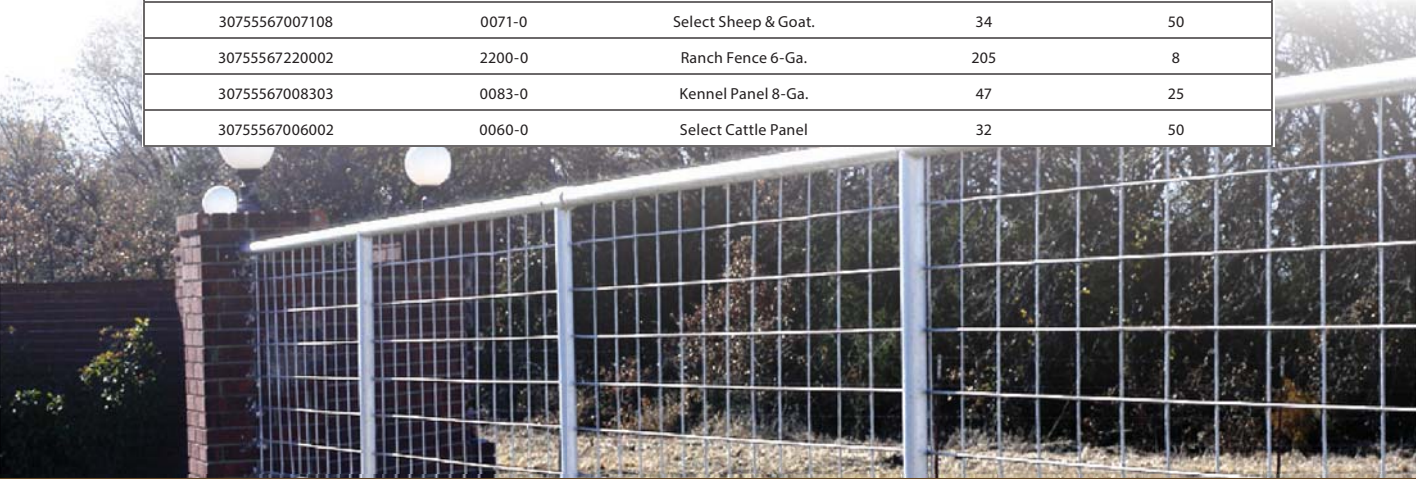 30755567007108 0071-0 Select Sheep & Goat. 34 50
30755567220002 2200-0 Ranch Fence 6-Ga. 205 8
30755567008303 0083-0 Kennel Panel 8-Ga. 47 25
30755567006002 0060-0 Select Cattle Panel 32 50